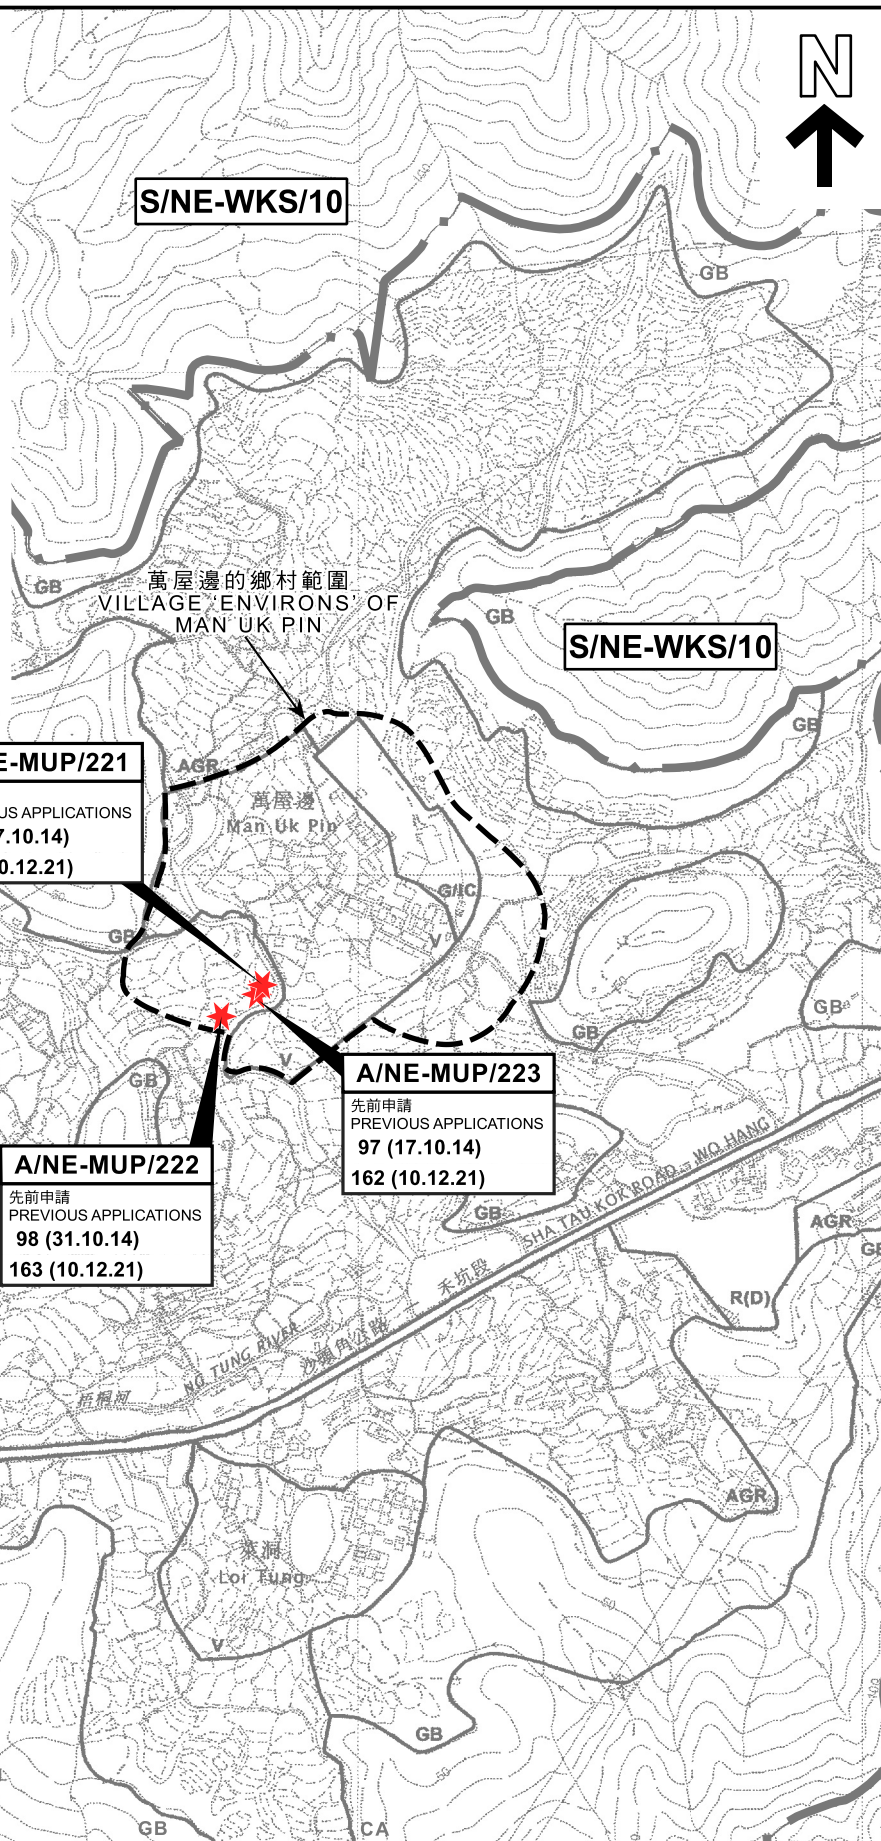 N
150
100
S/NE-WKS/10
GB
GB
萬屋邊的鄉村範圍
VILLAGE ‘ENVIRONS’ OF
MAN UK PIN
GB
S/NE-WKS/10
GB
E-MUP/221
US APPLICATIONS
7.10.14)
0.12.21)
AGR
萬屋邊
Man Uk Pin
G/IC
V
GB
GB
GB
V
GB
A/NE-MUP/223
先前申請
PREVIOUS APPLICATIONS
97 (17.10.14)
162 (10.12.21)
A/NE-MUP/222
先前申請
PREVIOUS APPLICATIONS
98 (31.10.14)
163 (10.12.21)
GB
SHA TAU KOK ROAD - WO HANG
沙頭角公路 禾坑段
AGR
R(D)
NG TUNG RIVER
梧桐河
AGR
萊洞
Loi Tung
50
V
GB
50
100
GB
CA